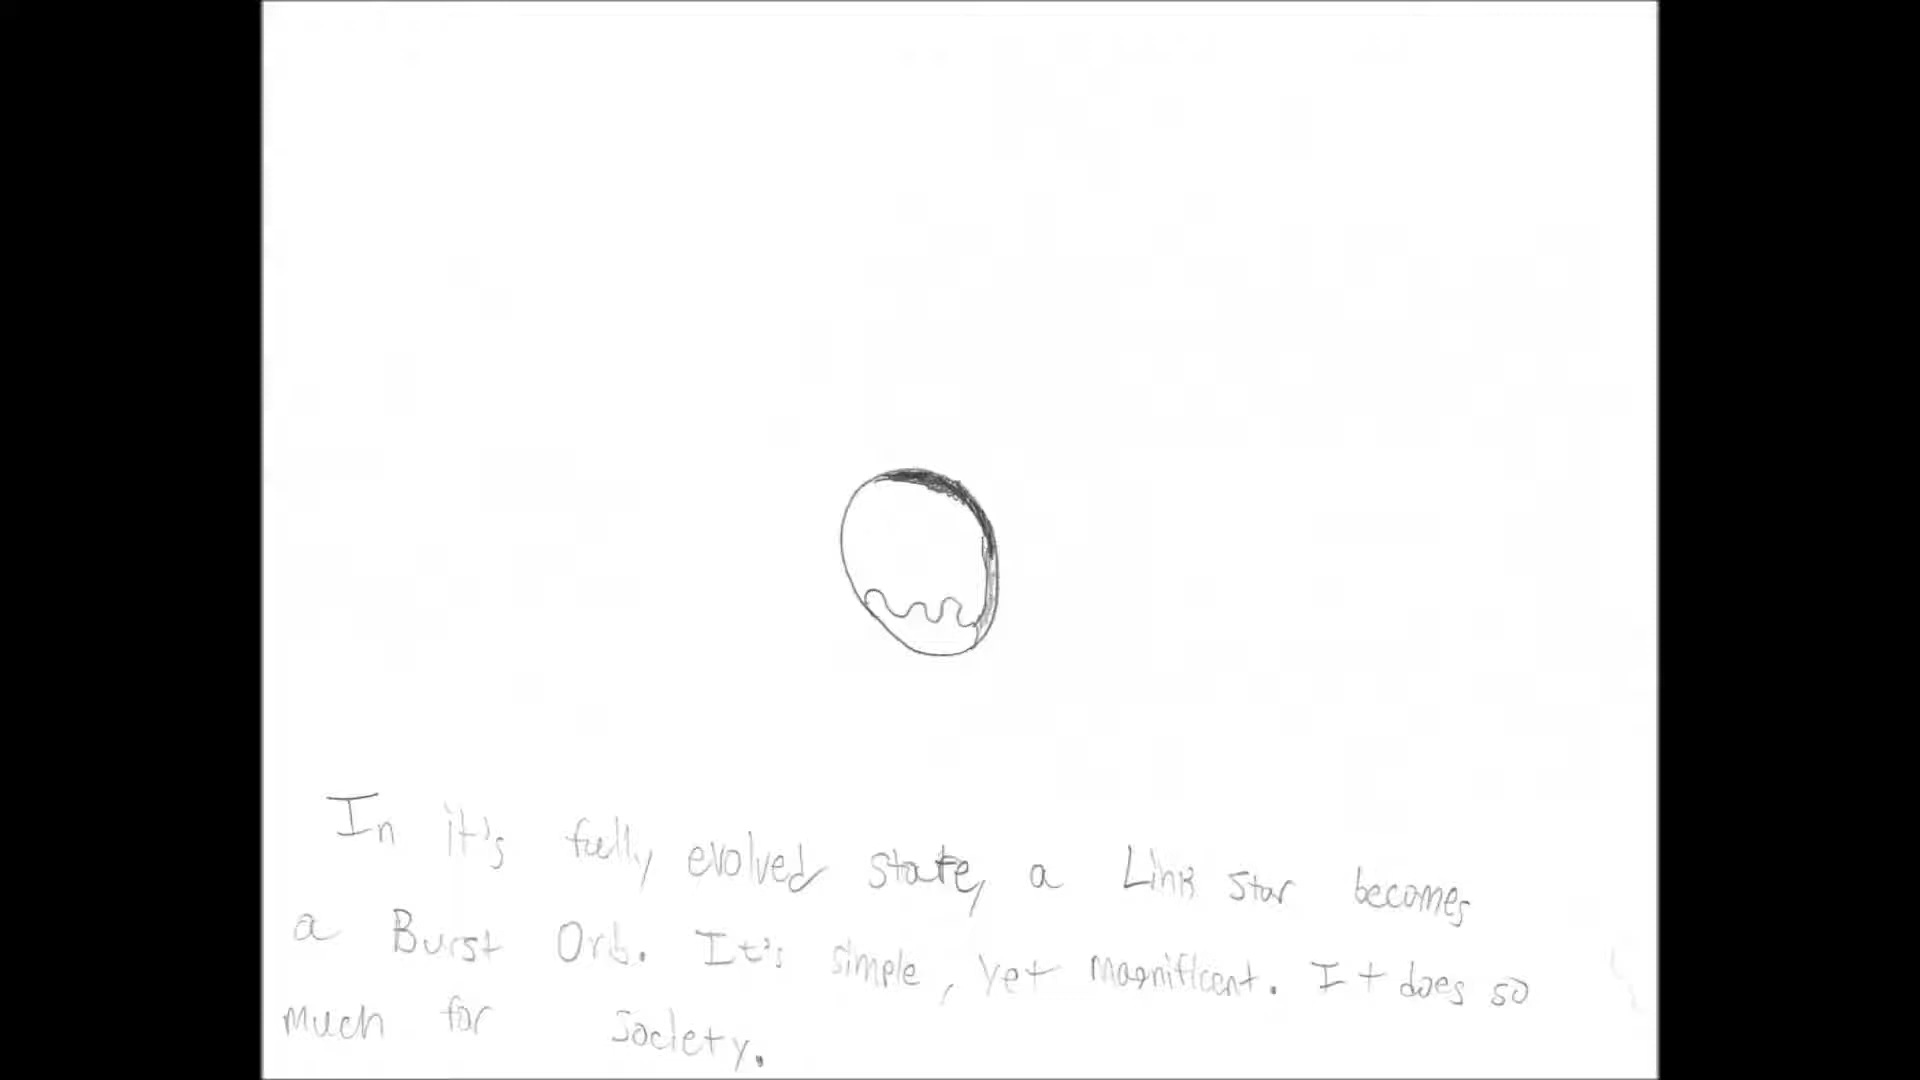 In it's fully evolved state, a Link Star becomes
a Burst Orb. It's simple, yet magnificent. It does so
much for society.